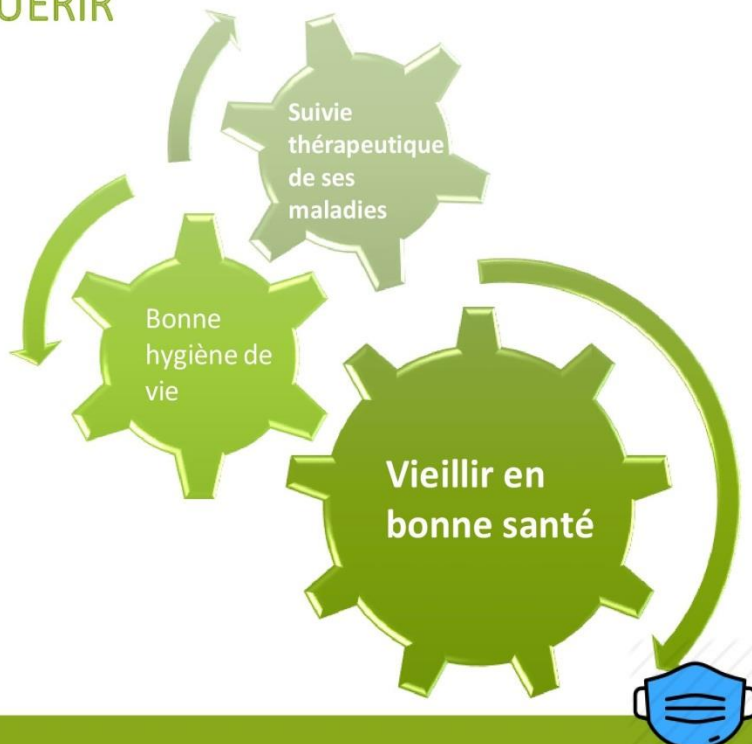 UERIR
Suivie
thérapeutique
de ses
maladies
Bonne
hygiène de
vie
Vieillir en
bonne santé